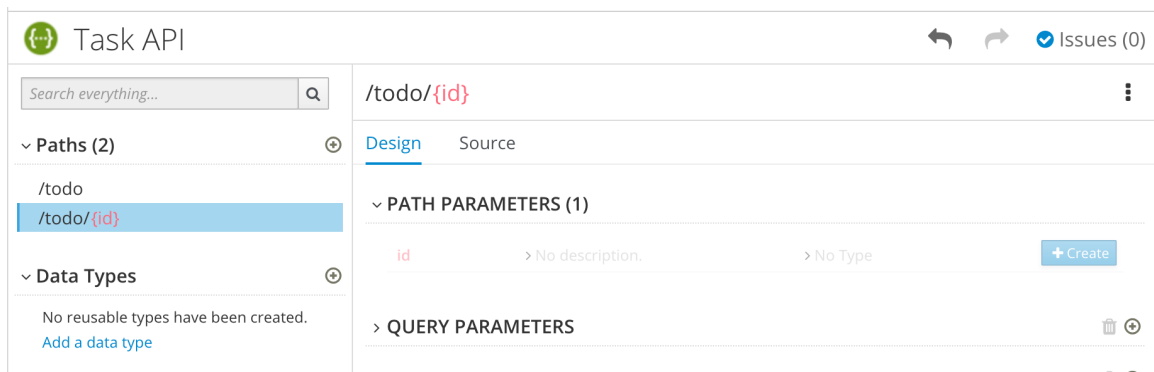 Task API
Issues (0)
Search everything...
Paths (2)
/todo
/todo/{id}
Data Types
No reusable types have been created.
Add a data type
/todo/{id}
Design Source
PATH PARAMETERS (1)
id No description. No Type Create
QUERY PARAMETERS